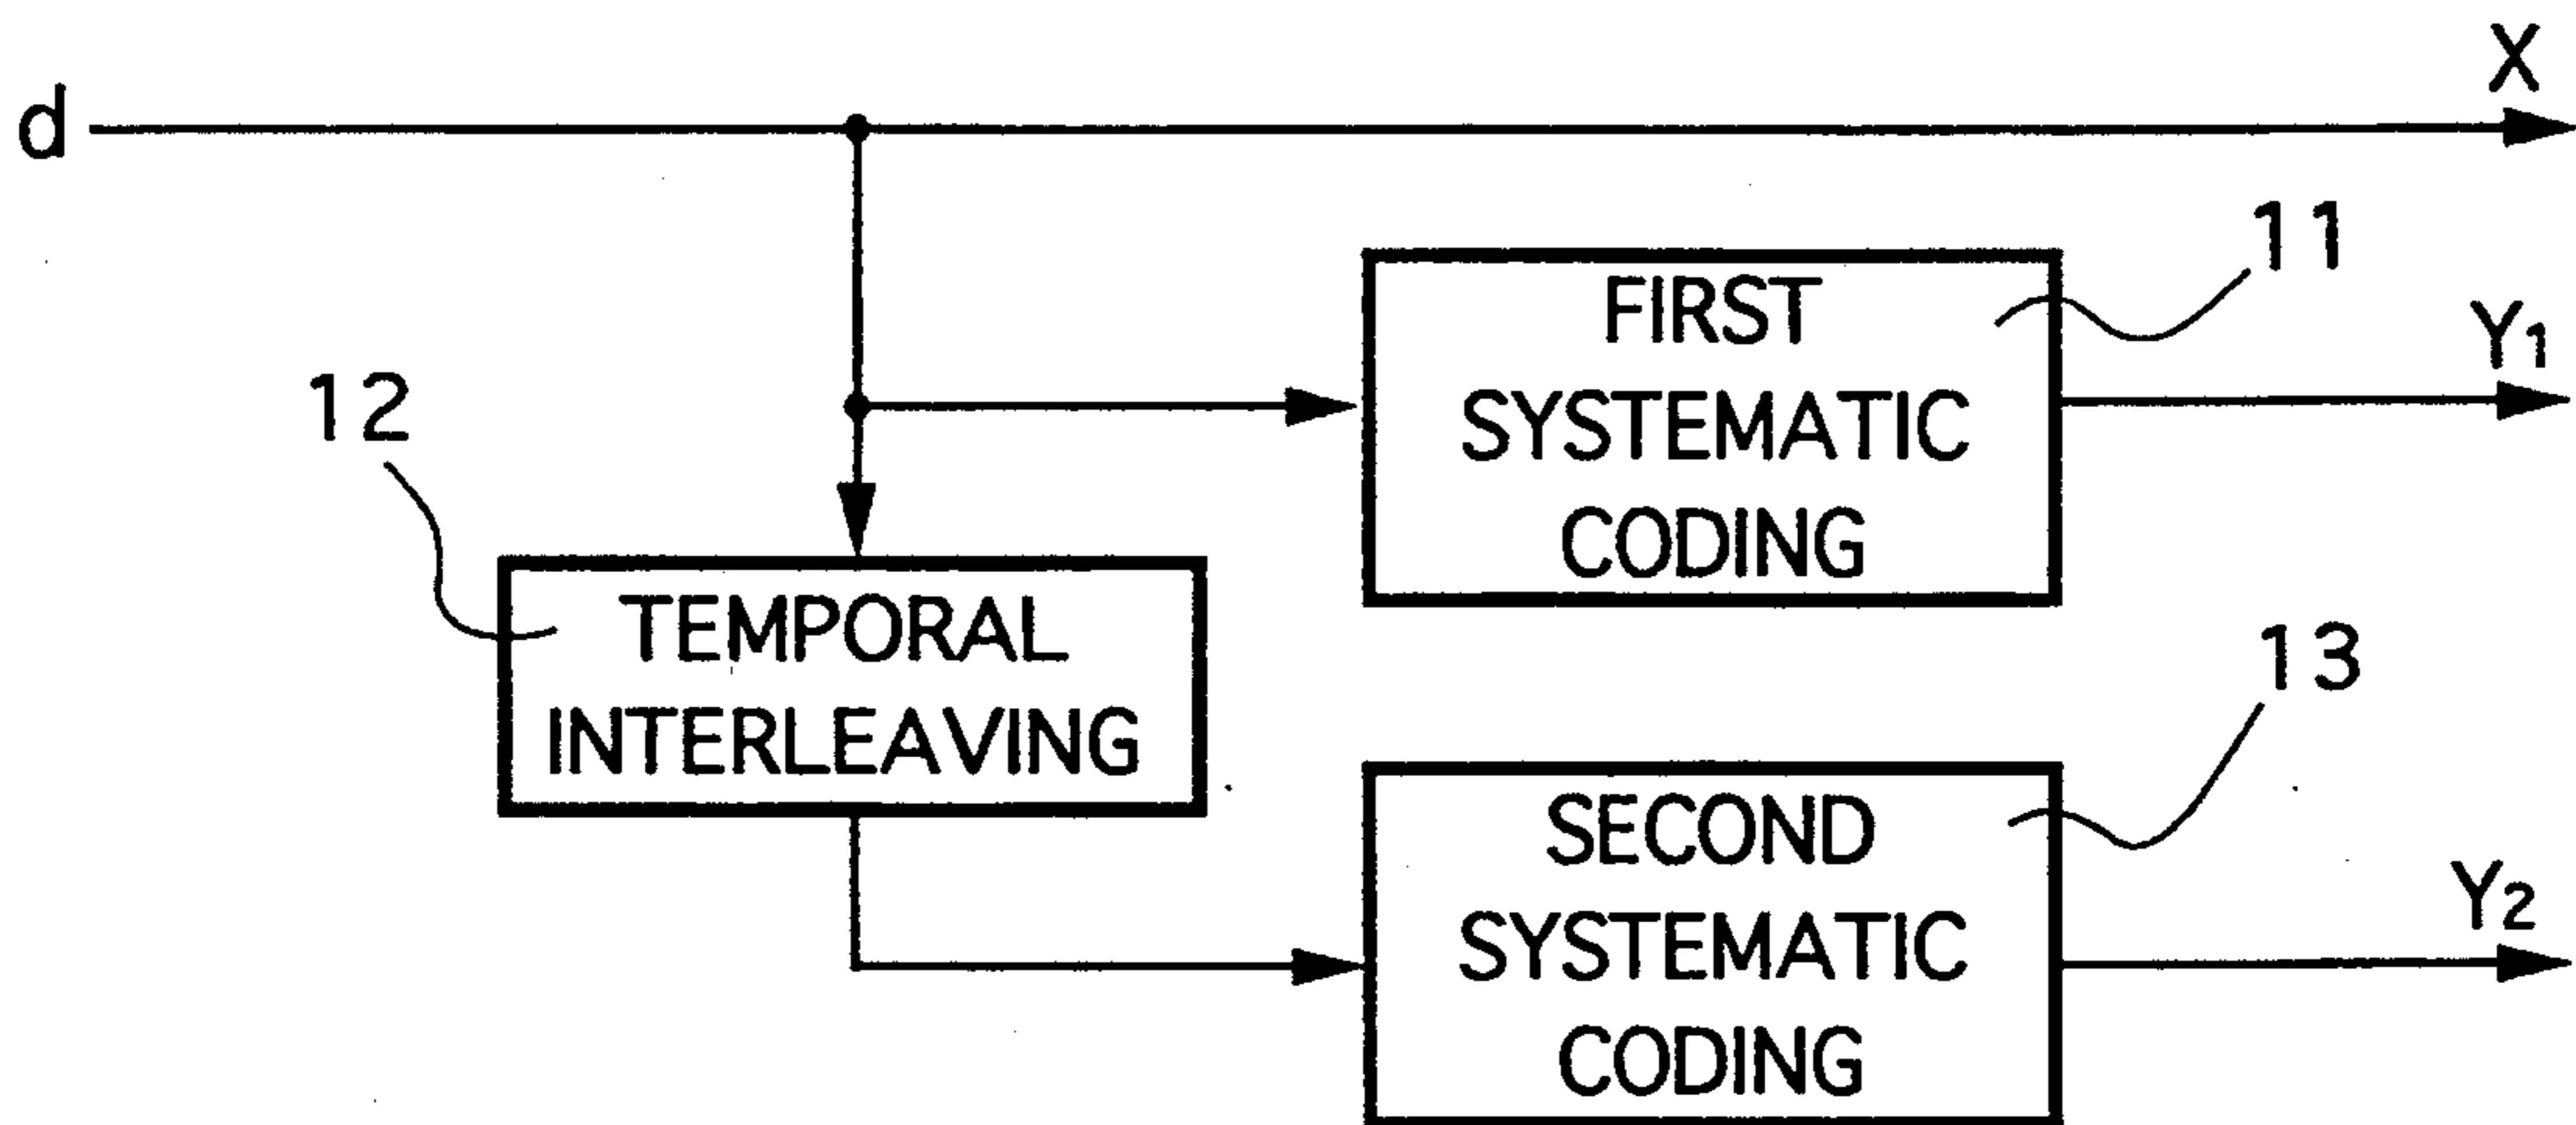 X
d
11
FIRST
SYSTEMATIC
CODING
Y1
12
TEMPORAL
INTERLEAVING
13
SECOND
SYSTEMATIC
CODING
Y2